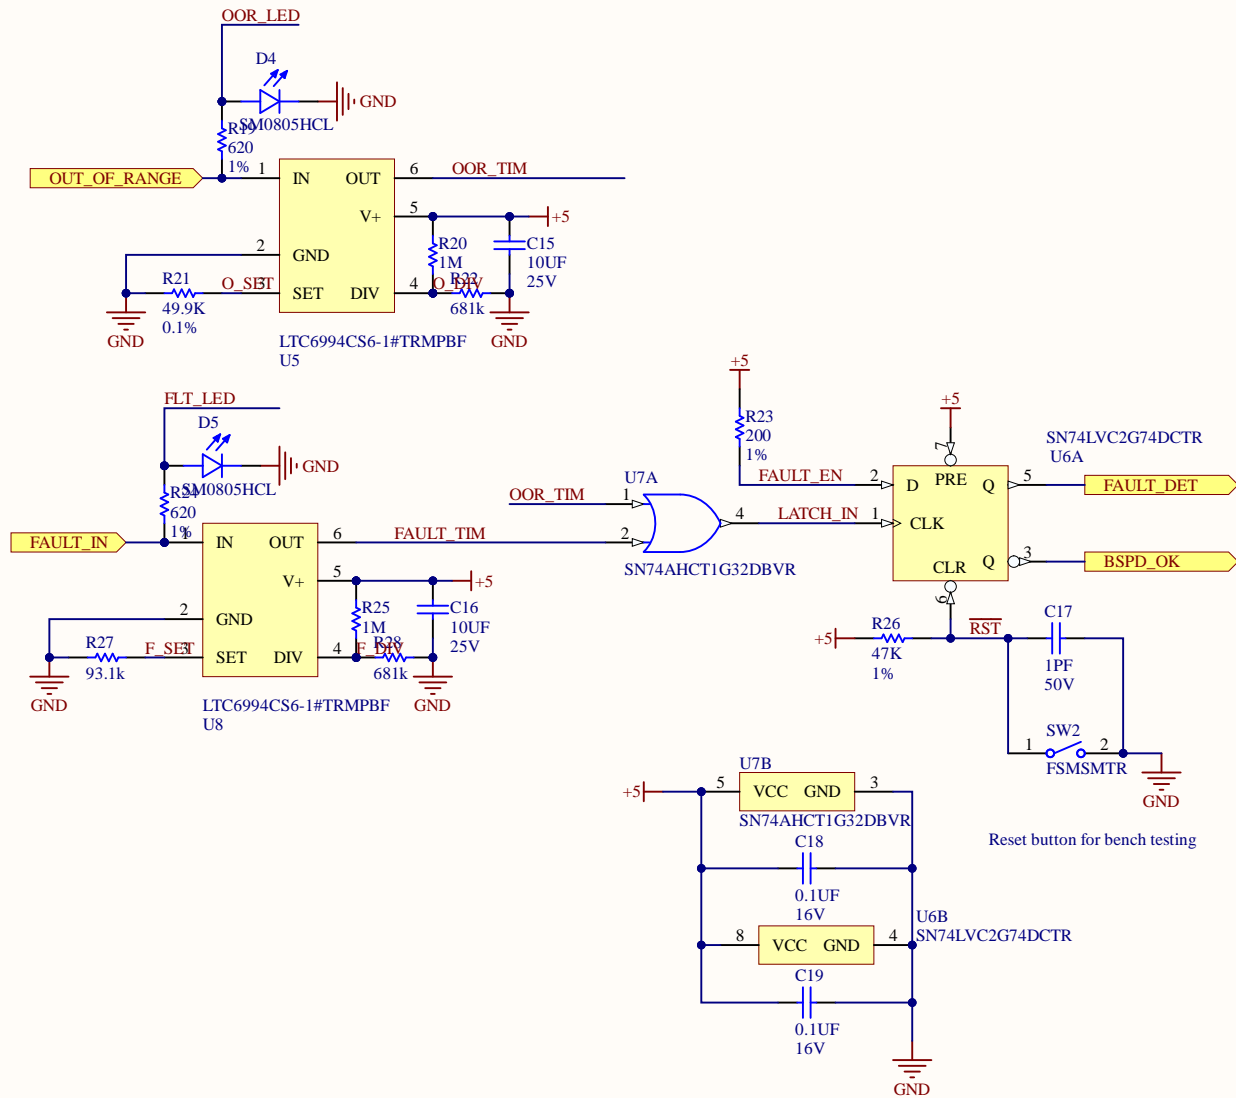 OOR_LED
D4
GND
SM0805HCL
R19
620
1%
OUT_OF_RANGE
1
IN
OUT
6
OOR_TIM
V+
5
+5
2
GND
R20
1M
C15
10UF
25V
R21
49.9K
0.1%
O_SET
3
SET
DIV
4
O_DIV
R22
681k
GND
GND
LTC6994CS6-1#TRMPBF
U5
FLT_LED
D5
GND
SM0805HCL
R24
620
1%
FAULT_IN
1
IN
OUT
6
FAULT_TIM
V+
5
+5
2
GND
R25
1M
C16
10UF
25V
R27
93.1k
F_SET
3
SET
DIV
4
F_DIV
R28
681k
GND
GND
LTC6994CS6-1#TRMPBF
U8
+5
R23
200
1%
FAULT_EN
U7A
OOR_TIM
1
2
4
LATCH_IN
SN74AHCT1G32DBVR
+5
7
SN74LVC2G74DCTR
U6A
2
D
PRE
Q
5
FAULT_DET
1
CLK
CLR
Q
3
BSPD_OK
6
+5
R26
47K
1%
RST
C17
1PF
50V
SW2
1
2
FSMSMTR
GND
Reset button for bench testing
U7B
+5
5
VCC
GND
3
SN74AHCT1G32DBVR
C18
0.1UF
16V
U6B
SN74LVC2G74DCTR
8
VCC
GND
4
C19
0.1UF
16V
GND